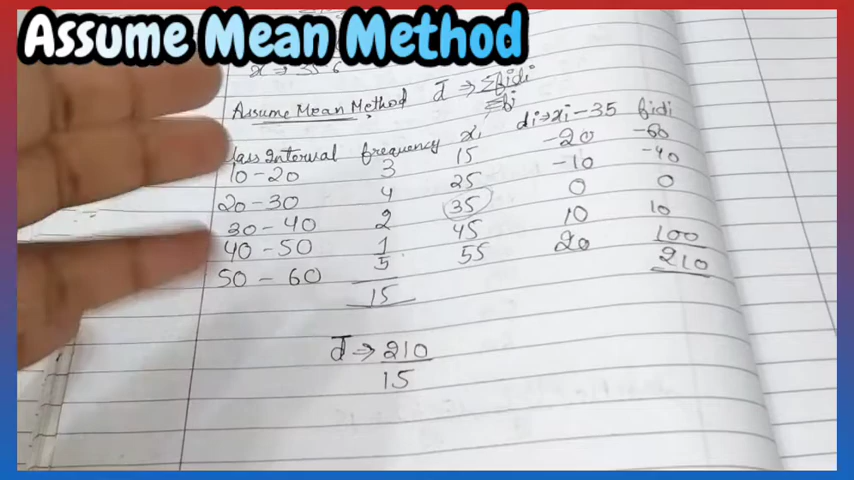 Assume Mean Method
x̄ ⇒ 35.6
Assume Mean Method d̄ ⇒ Σfidi
Σfi
Class Interval frequency xi di⇒xi-35 fidi
10-20 3 15 -20 -60
20-30 4 25 -10 -40
30-40 2 35 0 0
40-50 1 45 10 10
50-60 5 55 20 100
15 210
d̄ ⇒ 210
15